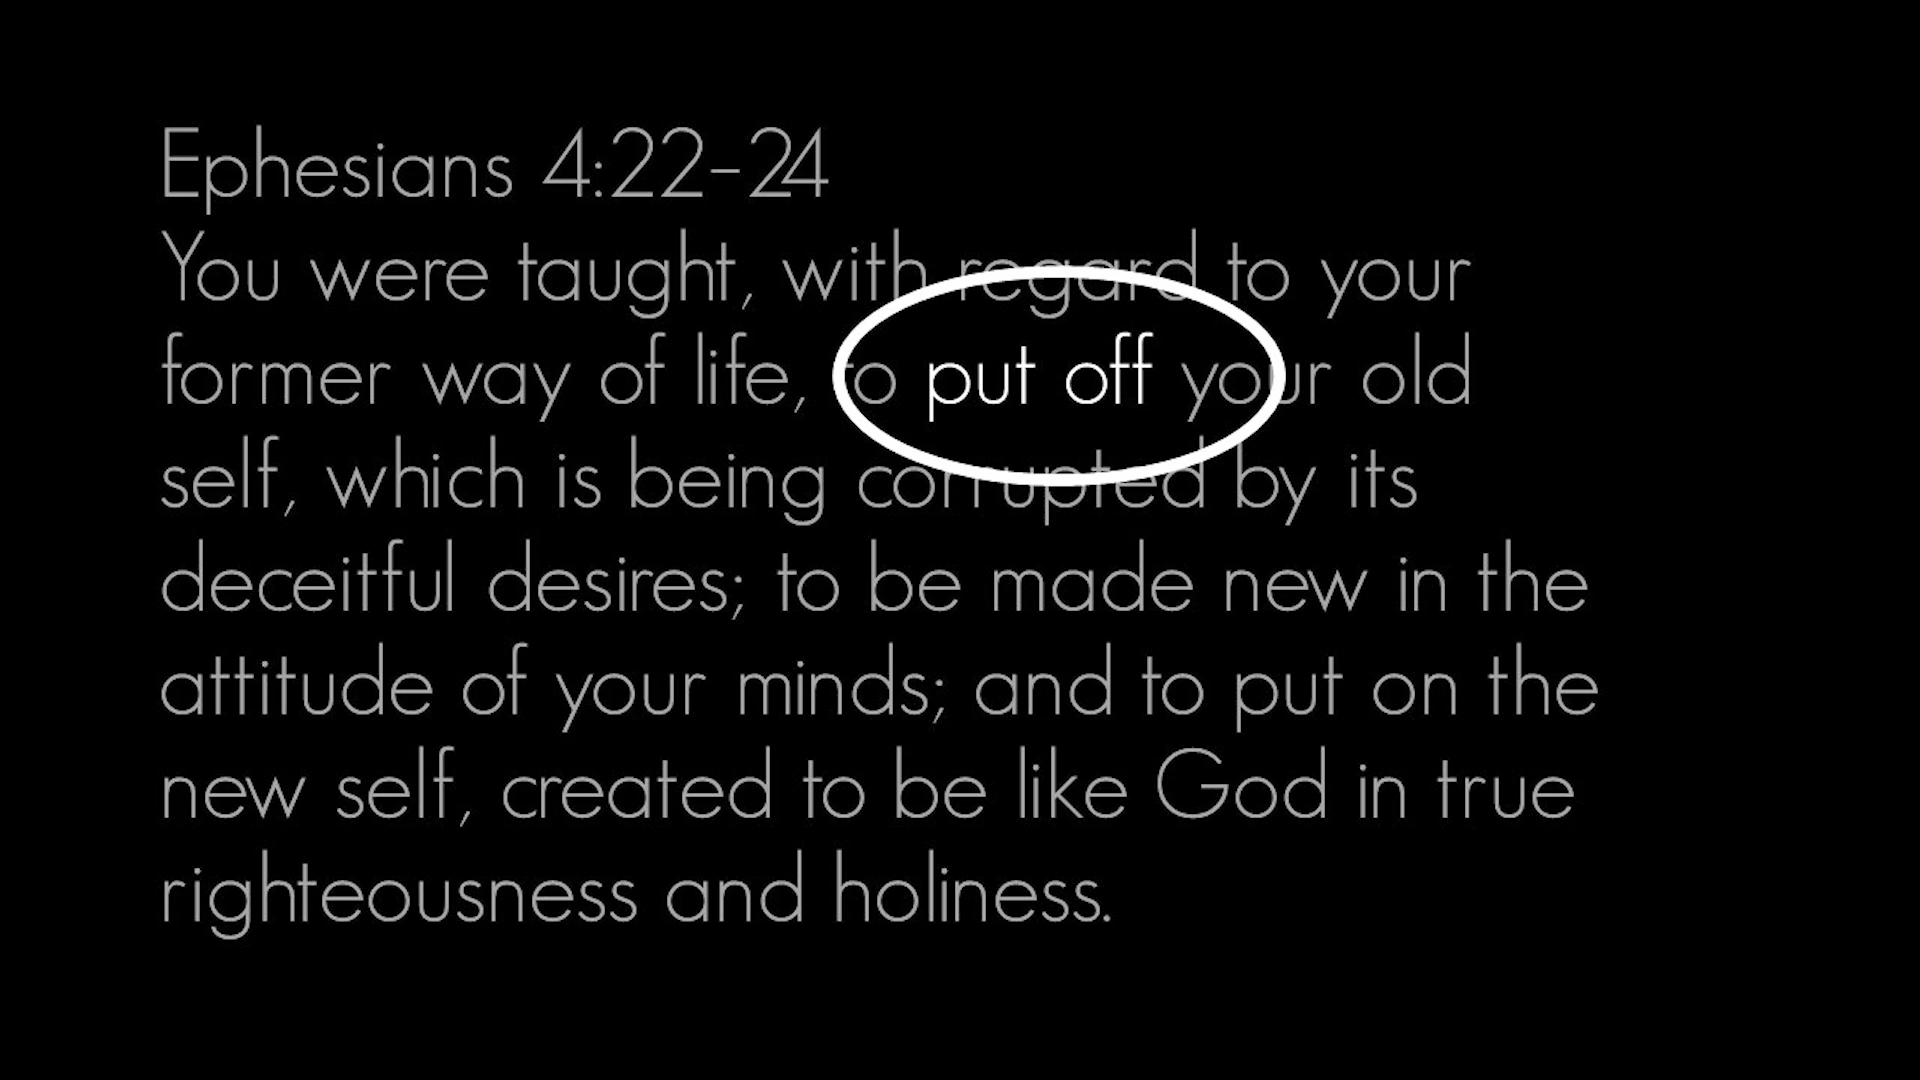 Ephesians 4:22–24
You were taught, with regard to your
former way of life, to put off your old
self, which is being corrupted by its
deceitful desires; to be made new in the
attitude of your minds; and to put on the
new self, created to be like God in true
righteousness and holiness.